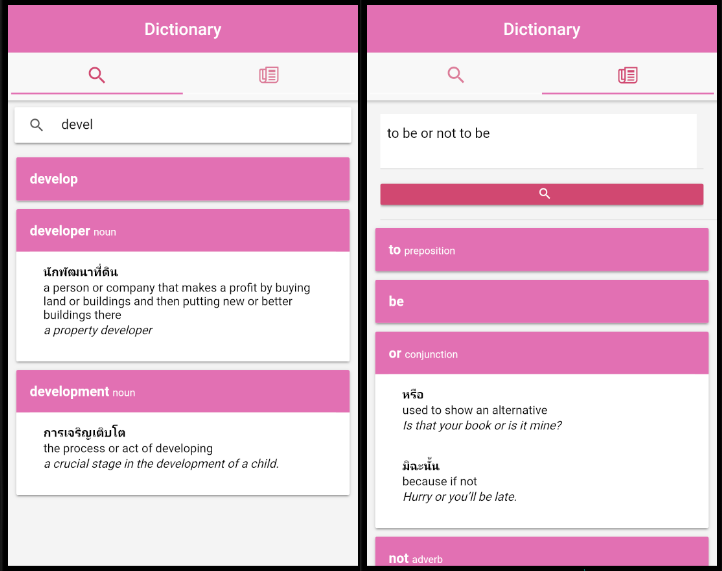 Dictionary
devel
develop
developer noun
นักพัฒนาที่ดิน
a person or company that makes a profit by buying
land or buildings and then putting new or better
buildings there
a property developer
development noun
การเจริญเติบโต
the process or act of developing
a crucial stage in the development of a child.
Dictionary
to be or not to be
to preposition
be
or conjunction
หรือ
used to show an alternative
Is that your book or is it mine?
มิฉะนั้น
because if not
Hurry or you'll be late.
not adverb